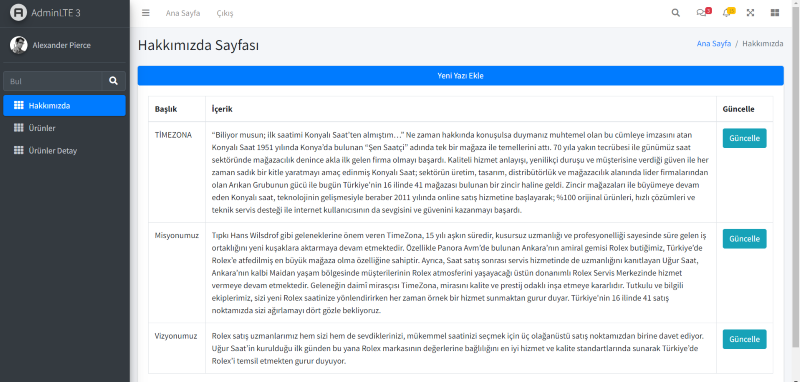 AdminLTE 3
Ana Sayfa Çıkış
3
15
Alexander Pierce
Bul
Hakkımızda
Ürünler
Ürünler Detay
Hakkımızda Sayfası
Ana Sayfa / Hakkımızda
Yeni Yazı Ekle
Başlık İçerik Güncelle
TİMEZONA
“Biliyor musun; ilk saatimi Konyalı Saat’ten almıştım…” Ne zaman hakkında konuşulsa duymanız muhtemel olan bu cümleye imzasını atan
Konyalı Saat 1951 yılında Konya’da bulunan “Şen Saatçi” adında tek bir mağaza ile temellerini attı. 70 yıla yakın tecrübesi ile günümüz saat
sektöründe mağazacılık denince akla ilk gelen firma olmayı başardı. Kaliteli hizmet anlayışı, yenilikçi duruşu ve müşterisine verdiği güven ile her
zaman sadık bir kitle yaratmayı amaç edinmiş Konyalı Saat; sektörün üretim, tasarım, distribütörlük ve mağazacılık alanında lider firmalarından
olan Arıkan Grubunun gücü ile bugün Türkiye’nin 16 ilinde 41 mağazası bulunan bir zincir haline geldi. Zincir mağazaları ile büyümeye devam
eden Konyalı saat, teknolojinin gelişmesiyle beraber 2011 yılında online satış hizmetine başlayarak; %100 orijinal ürünleri, hızlı çözümleri ve
teknik servis desteği ile internet kullanıcısının da sevgisini ve güvenini kazanmayı başardı.
Güncelle
Misyonumuz
Tıpkı Hans Wilsdrof gibi geleneklerine önem veren TimeZona, 15 yılı aşkın süredir, kusursuz uzmanlığı ve profesyonelliği sayesinde süre gelen iş
ortaklığını yeni kuşaklara aktarmaya devam etmektedir. Özellikle Panora Avm’de bulunan Ankara’nın amiral gemisi Rolex butiğimiz, Türkiye’de
Rolex’e atfedilmiş en büyük mağaza olma özelliğine sahiptir. Ayrıca, Saat satış sonrası servis hizmetinde de uzmanlığını kanıtlayan Uğur Saat,
Ankara’nın kalbi Maidan yaşam bölgesinde müşterilerinin Rolex atmosferini yaşayacağı üstün donanımlı Rolex Servis Merkezinde hizmet
vermeye devam etmektedir. Geleneğin daimî mirasçısı TimeZona, mirasını kalite ve prestij odaklı inşa etmeye kararlıdır. Tutkulu ve bilgili
ekiplerimiz, sizi yeni Rolex saatinize yönlendirirken her zaman örnek bir hizmet sunmaktan gurur duyar. Türkiye’nin 16 ilinde 41 satış
noktamızda sizi ağırlamayı dört gözle bekliyoruz.
Güncelle
Vizyonumuz
Rolex satış uzmanlarımız hem sizi hem de sevdiklerinizi, mükemmel saatinizi seçmek için üç olağanüstü satış noktamızdan birine davet ediyor.
Uğur Saat’in kurulduğu ilk günden bu yana Rolex markasının değerlerine bağlılığını en iyi hizmet ve kalite standartlarında sunarak Türkiye’de
Rolex’i temsil etmekten gurur duyuyor.
Güncelle